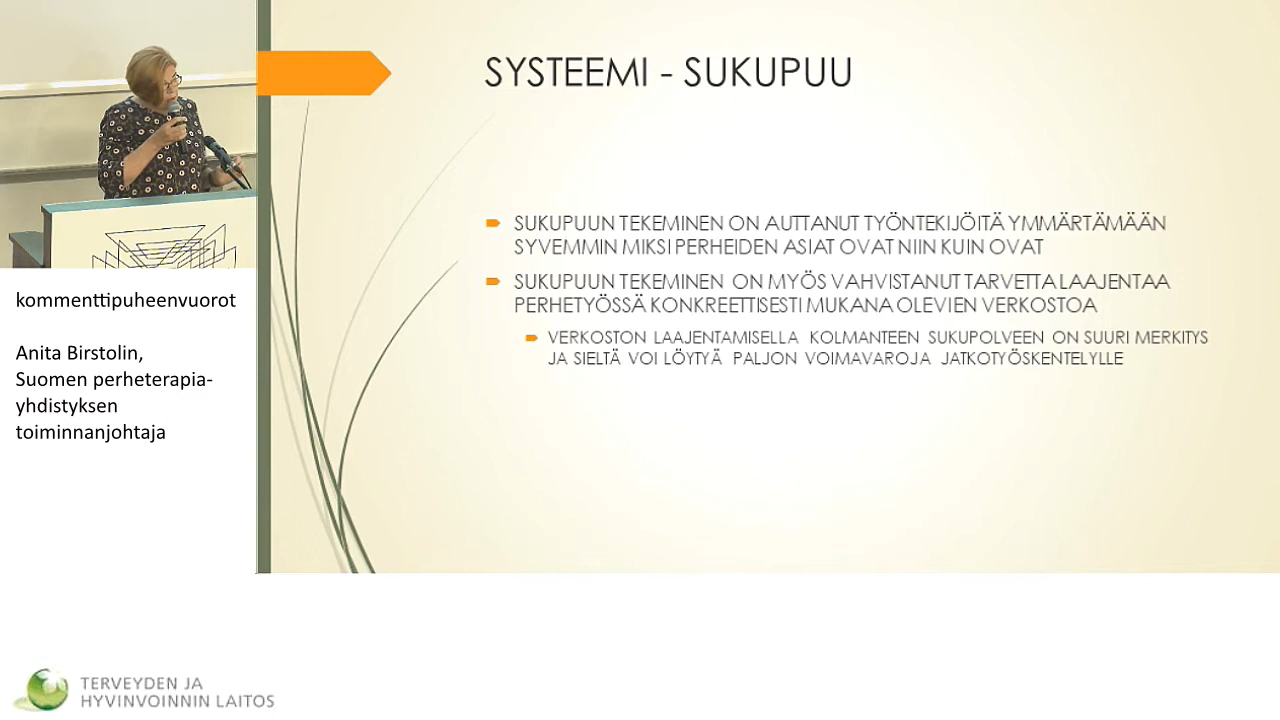 SYSTEEMI - SUKUPUU
SUKUPUUN TEKEMINEN ON AUTTANUT TYÖNTEKIJÖITÄ YMMÄRTÄMÄÄN
SYVEMMIN MIKSI PERHEIDEN ASIAT OVAT NIIN KUIN OVAT
SUKUPUUN TEKEMINEN ON MYÖS VAHVISTANUT TARVETTA LAAJENTAA
PERHETYÖSSÄ KONKREETTISESTI MUKANA OLEVIEN VERKOSTOA
VERKOSTON LAAJENTAMISELLA KOLMANTEEN SUKUPOLVEEN ON SUURI MERKITYS
JA SIELTÄ VOI LÖYTYÄ PALJON VOIMAVAROJA JATKOTYÖSKENTELYLLE
kommenttipuheenvuorot
Anita Birstolin,
Suomen perheterapia-
yhdistyksen
toiminnanjohtaja
TERVEYDEN JA
HYVINVOINNIN LAITOS